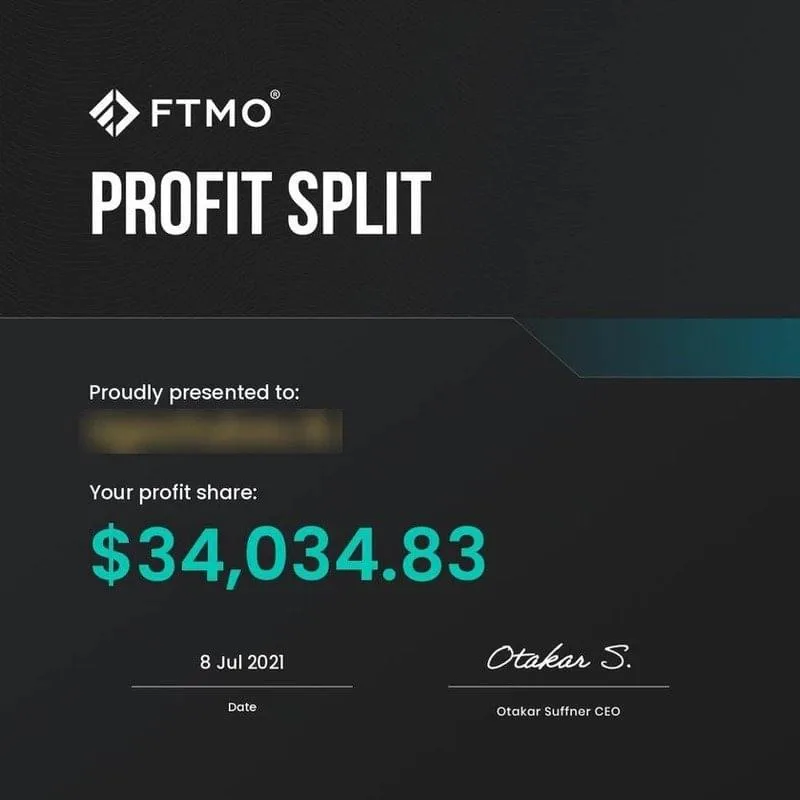 FTMO®
PROFIT SPLIT
Proudly presented to:
Your profit share:
$34,034.83
8 Jul 2021
Otakar S.
Date
Otakar Suffner CEO